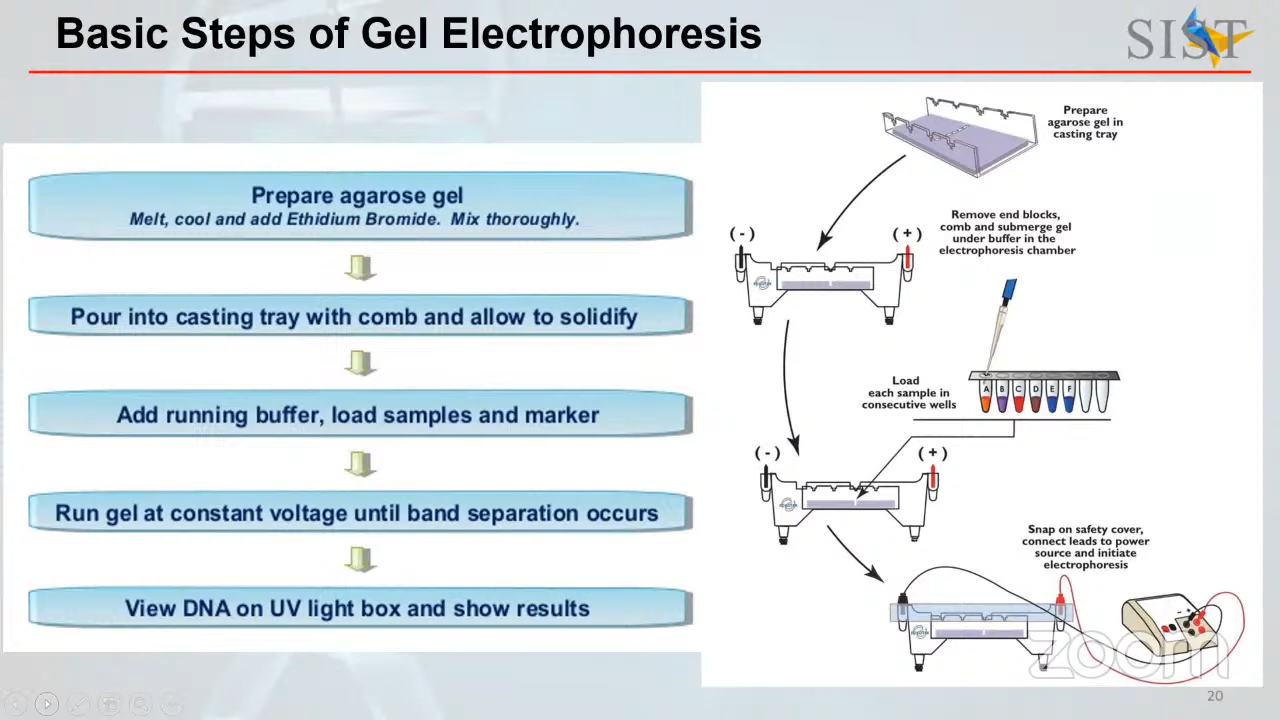 Basic Steps of Gel Electrophoresis
SIST
Prepare agarose gel
Melt, cool and add Ethidium Bromide. Mix thoroughly.
Pour into casting tray with comb and allow to solidify
Add running buffer, load samples and marker
Run gel at constant voltage until band separation occurs
View DNA on UV light box and show results
Prepare
agarose gel in
casting tray
Remove end blocks,
comb and submerge gel
under buffer in the
electrophoresis chamber
( - )
( + )
Load
each sample in
consecutive wells
A B C D E F
( - )
( + )
Snap on safety cover,
connect leads to power
source and initiate
electrophoresis
zoom
20